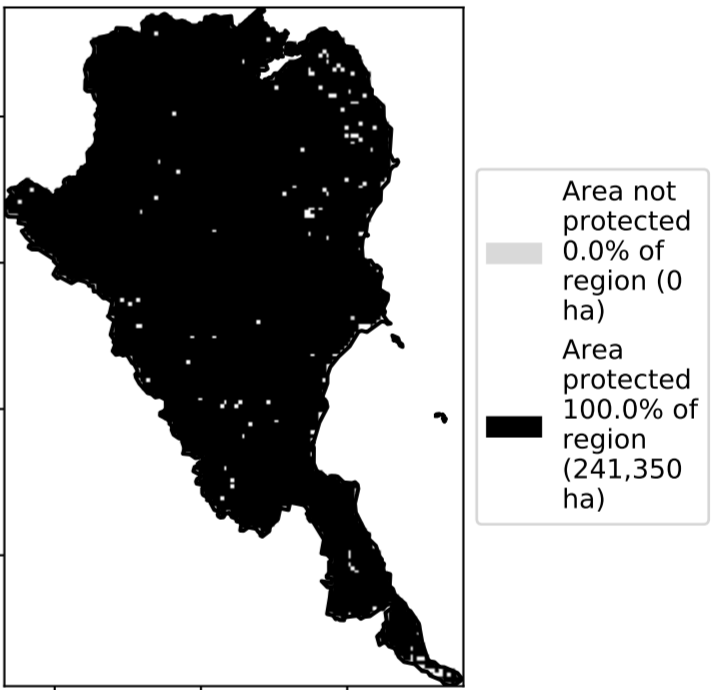 Area not
protected
0.0% of
region (0
ha)
Area
protected
100.0% of
region
(241,350
ha)